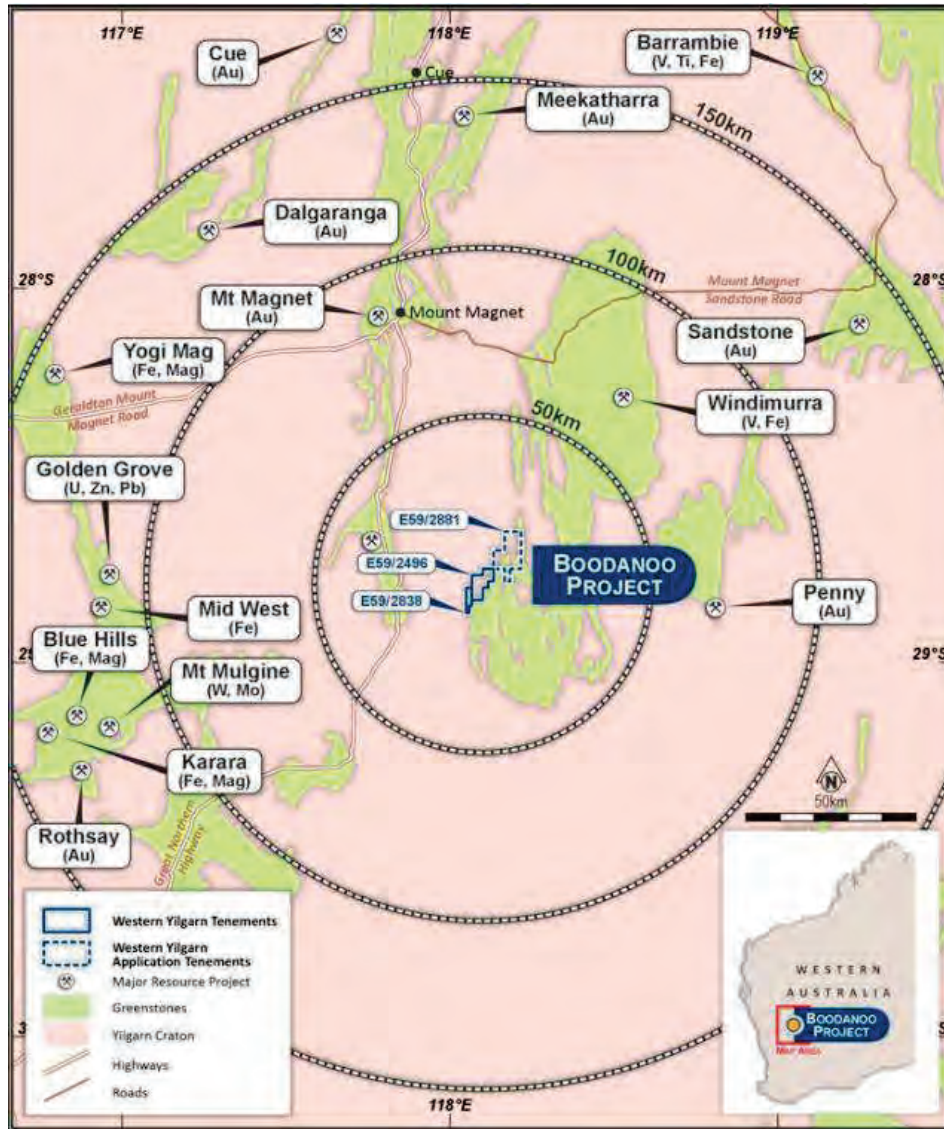 117°E
118°E
119°E
Cue
(Au)
Cue
Barrambie
(V, Ti, Fe)
Meekatharra
(Au)
150km
Dalgaranga
(Au)
28°S
100km
28°S
Mount Magnet
Sandstone Road
Mt Magnet
(Au)
Mount Magnet
Sandstone
(Au)
Yogi Mag
(Fe, Mag)
Geraldton Mount
Magnet Road
Windimurra
(V, Fe)
50km
Golden Grove
(U, Zn, Pb)
E59/2881
E59/2496
E59/2838
BOODANOO
PROJECT
Mid West
(Fe)
Penny
(Au)
Blue Hills
(Fe, Mag)
29°S
Mt Mulgine
(W, Mo)
Karara
(Fe, Mag)
Rothsay
(Au)
Great Northern
Highway
N
50km
Western Yilgarn Tenements
Western Yilgarn
Application Tenements
Major Resource Project
Greenstones
Yilgarn Craton
Highways
Roads
WESTERN
AUSTRALIA
BOODANOO
PROJECT
Map Area
118°E
119°E